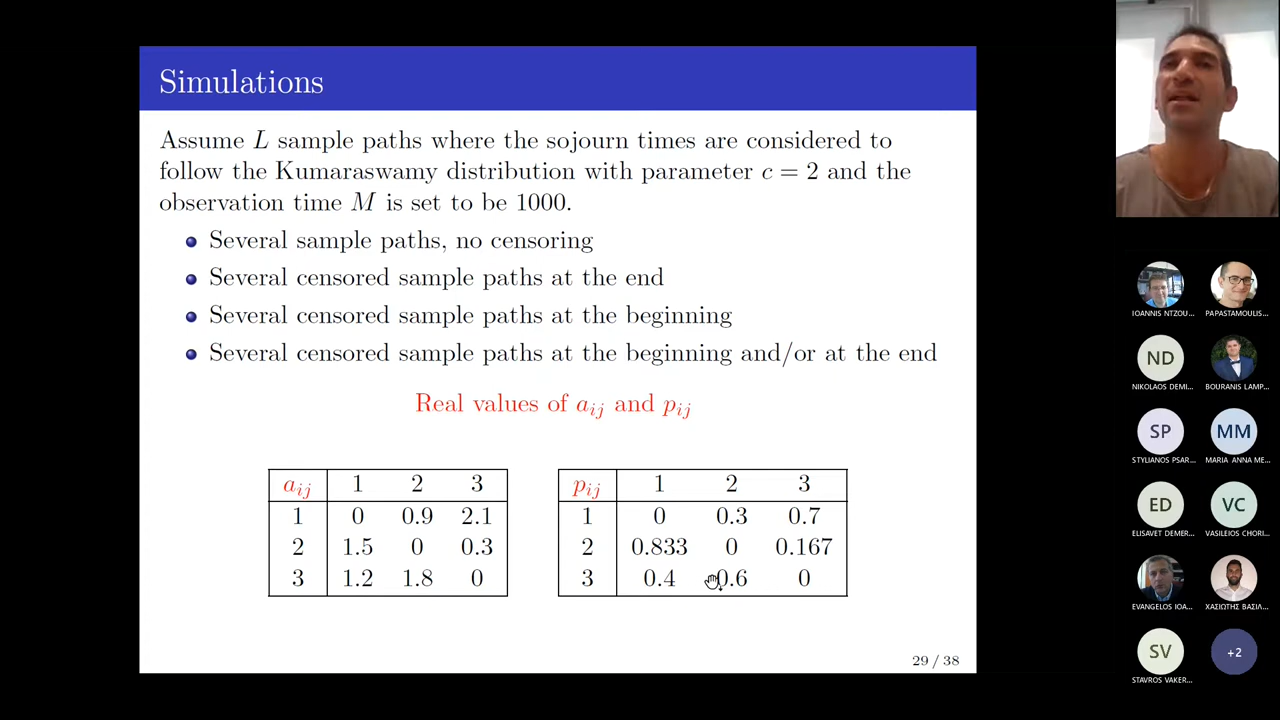 Simulations
Assume L sample paths where the sojourn times are considered to
follow the Kumaraswamy distribution with parameter c = 2 and the
observation time M is set to be 1000.
Several sample paths, no censoring
Several censored sample paths at the end
Several censored sample paths at the beginning
Several censored sample paths at the beginning and/or at the end
Real values of a_ij and p_ij
a_ij 1 2 3
1 0 0.9 2.1
2 1.5 0 0.3
3 1.2 1.8 0
p_ij 1 2 3
1 0 0.3 0.7
2 0.833 0 0.167
3 0.4 0.6 0
29 / 38
IOANNIS NTZOU... PAPASTAMOULIS...
ND
NIKOLAOS DEMI... BOURANIS LAMP...
SP MM
STYLIANOS PSAR... MARIA ANNA ME...
ED VC
ELISAVET DEMER... VASILEIOS CHORI...
EVANGELOS IOA... ΧΑΣΙΩΤΗΣ ΒΑΣΙΛ...
SV +2
STAVROS VAKER...